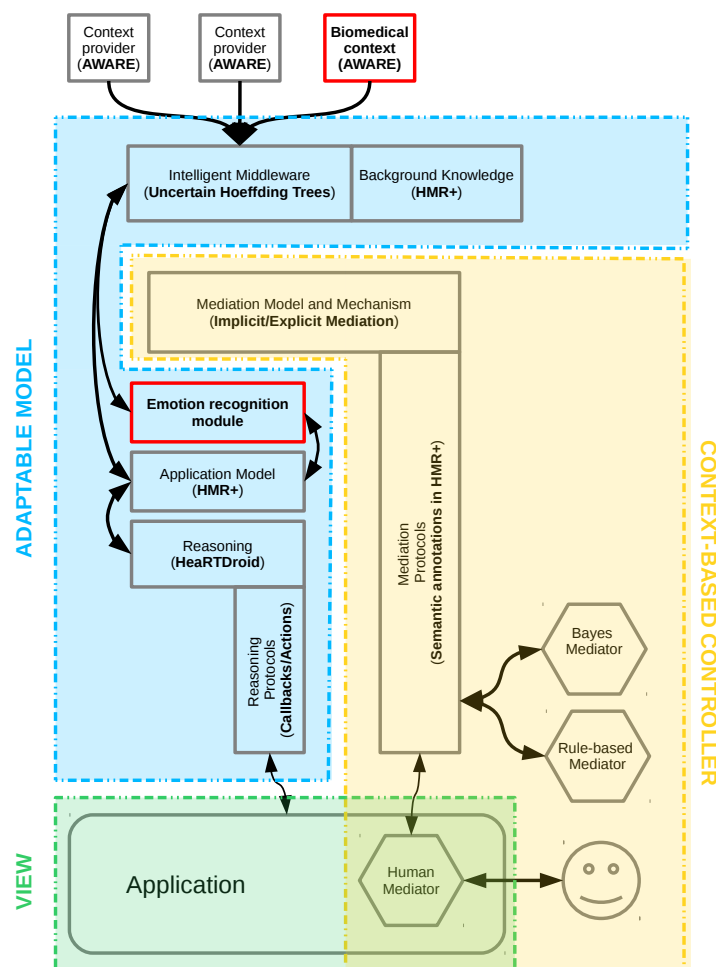 Context
provider
(AWARE)
Context
provider
(AWARE)
Biomedical
context
(AWARE)
Intelligent Middleware
(Uncertain Hoeffding Trees)
Background Knowledge
(HMR+)
Mediation Model and Mechanism
(Implicit/Explicit Mediation)
ADAPTABLE MODEL
Emotion recognition
module
Application Model
(HMR+)
Reasoning
(HeaRTDroid)
Reasoning
Protocols
(Callbacks/Actions)
Mediation
Protocols
(Semantic annotations in HMR+)
CONTEXT-BASED CONTROLLER
Bayes
Mediator
Rule-based
Mediator
VIEW
Application
Human
Mediator